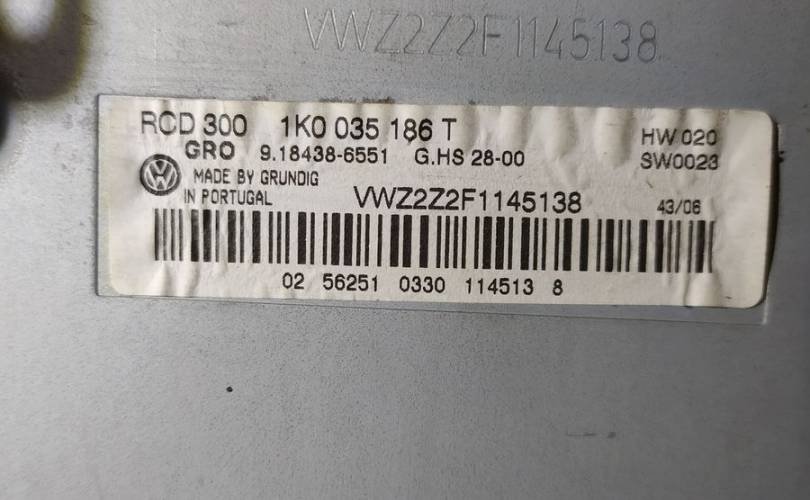 VWZ2Z2F1145138
RCD 300 1K0 035 186 T HW 020
GRO 9.18438-6551 G.HS 28-00 SW0023
MADE BY GRUNDIG
IN PORTUGAL VWZ2Z2F1145138 43/06
02 56251 0330 114513 8